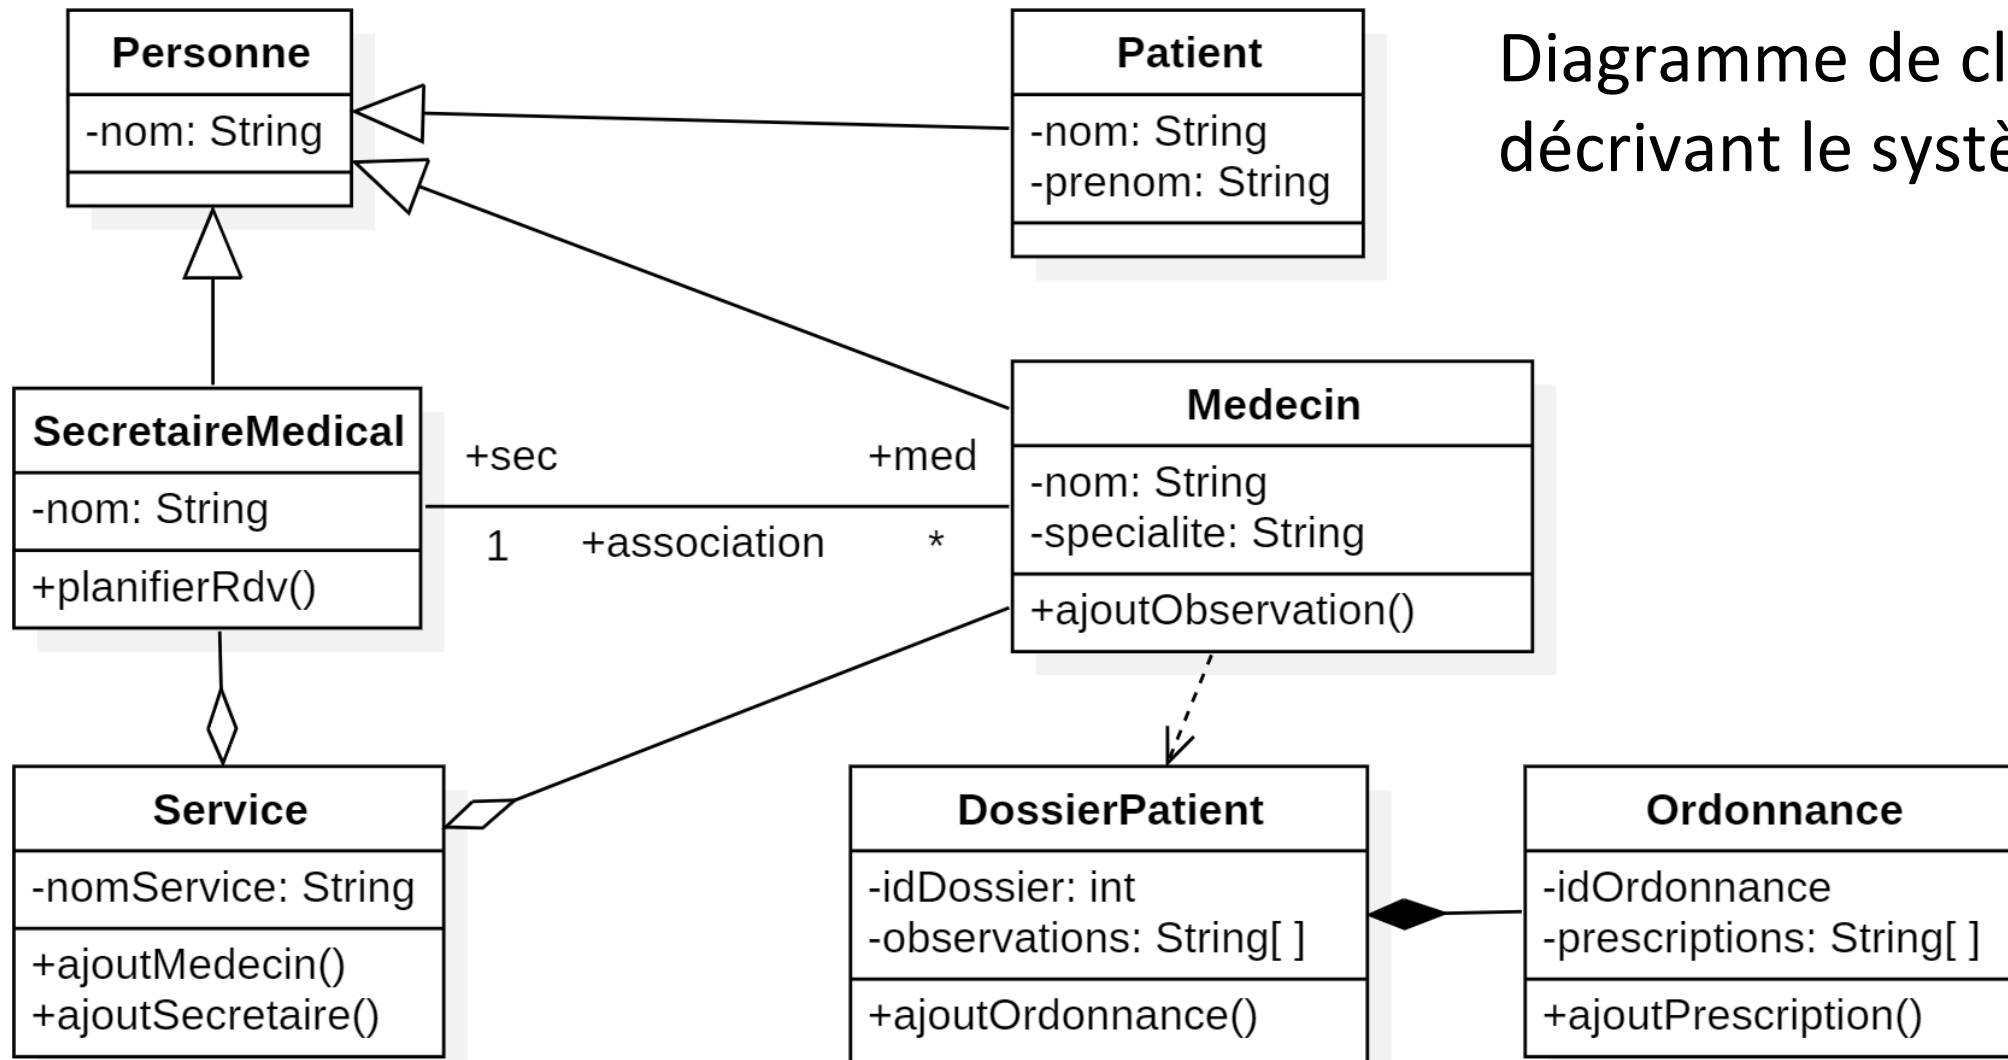 Personne
-nom: String
Patient
-nom: String
-prenom: String
Diagramme de
décrivant le
SecretaireMedical
-nom: String
+planifierRdv()
+sec
+med
1
+association
*
Medecin
-nom: String
-specialite: String
+ajoutObservation()
Service
-nomService: String
+ajoutMedecin()
+ajoutSecretaire()
DossierPatient
-idDossier: int
-observations: String[ ]
+ajoutOrdonnance()
Ordonnance
-idOrdonnance
-prescriptions: String[ ]
+ajoutPrescription()